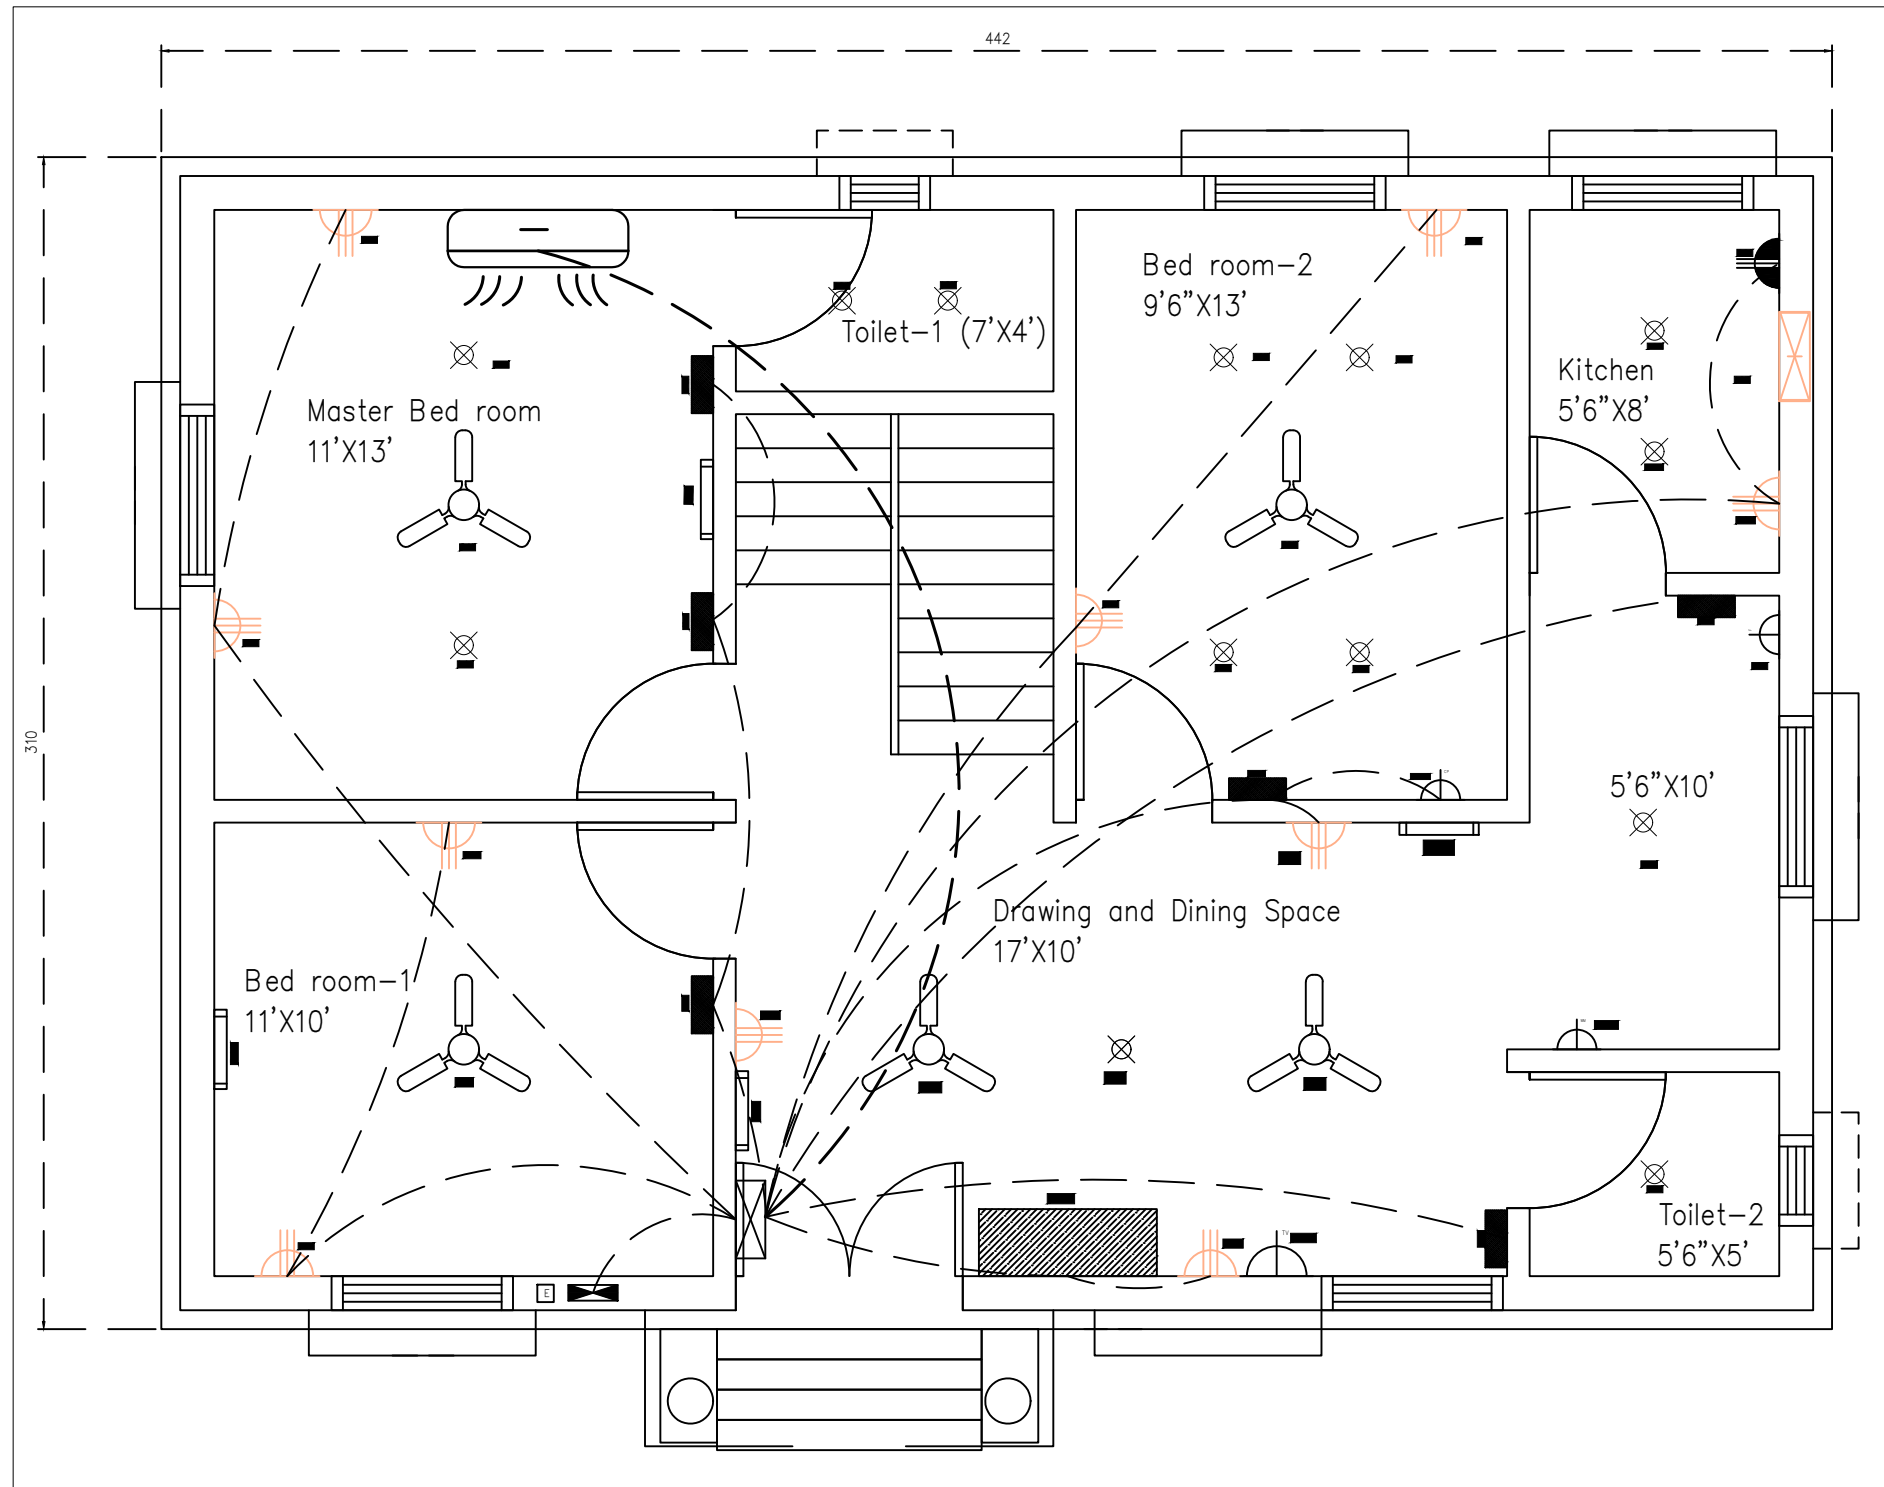 442
310
Bed room-2
9'6"X13'
Toilet-1 (7'X4')
Kitchen
5'6"X8'
Master Bed room
11'X13'
5'6"X10'
Drawing and Dining Space
17'X10'
Bed room-1
11'X10'
Toilet-2
5'6"X5'
TV
E